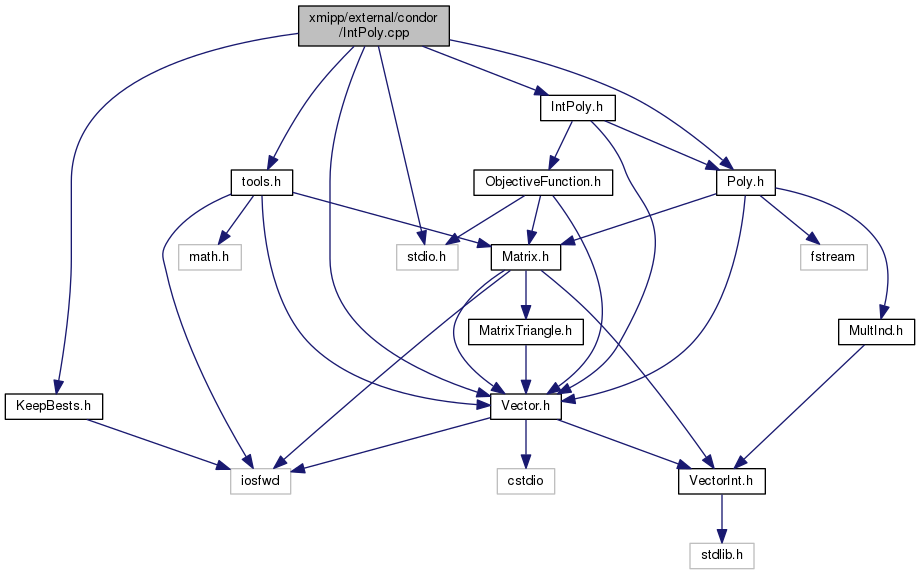 xmipp/external/condor
/IntPoly.cpp
IntPoly.h
tools.h
ObjectiveFunction.h
Poly.h
math.h
stdio.h
Matrix.h
fstream
MatrixTriangle.h
MultInd.h
KeepBests.h
Vector.h
iosfwd
cstdio
VectorInt.h
stdlib.h